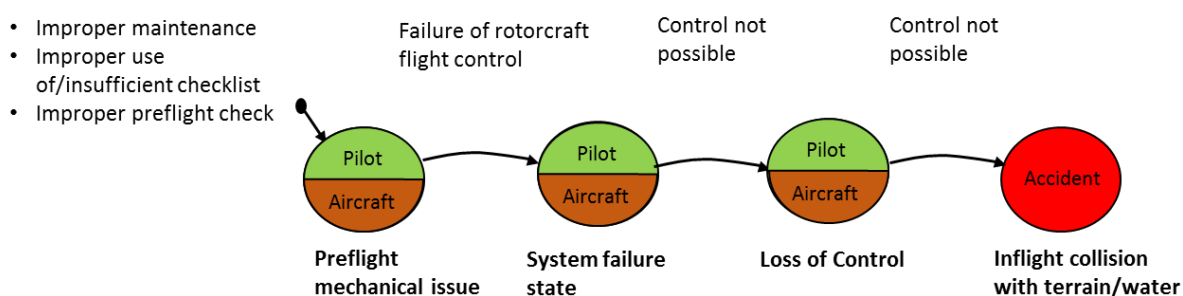 • Improper maintenance
• Improper use
of/insufficient checklist
• Improper preflight check
Failure of rotorcraft
flight control
Control not
possible
Control not
possible
Pilot
Aircraft
Pilot
Aircraft
Pilot
Aircraft
Accident
Preflight
mechanical issue
System failure
state
Loss of Control
Inflight collision
with terrain/water